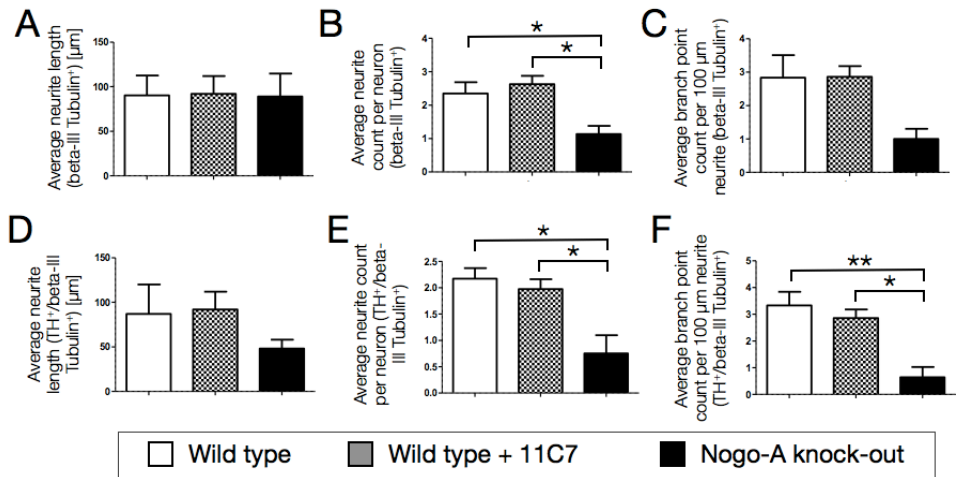 A
Average neurite length
(beta-III Tubulin⁺) [µm]
150
100
50
0
B
Average neurite
count per neuron
(beta-III Tubulin⁺)
4
3
2
1
0
*
*
C
Average branch point
count per 100 µm
neurite (beta-III Tubulin⁺)
4
3
2
1
0
D
Average neurite
length (TH⁺/beta-III
Tubulin⁺) [µm]
150
100
50
0
E
Average neurite count
per neuron (TH⁺/beta-
III Tubulin⁺)
2.5
2.0
1.5
1.0
0.5
0.0
*
*
F
Average branch point
count per 100 µm neurite
(TH⁺/beta-III Tubulin⁺)
5
4
3
2
1
0
**
*
Wild type
Wild type + 11C7
Nogo-A knock-out